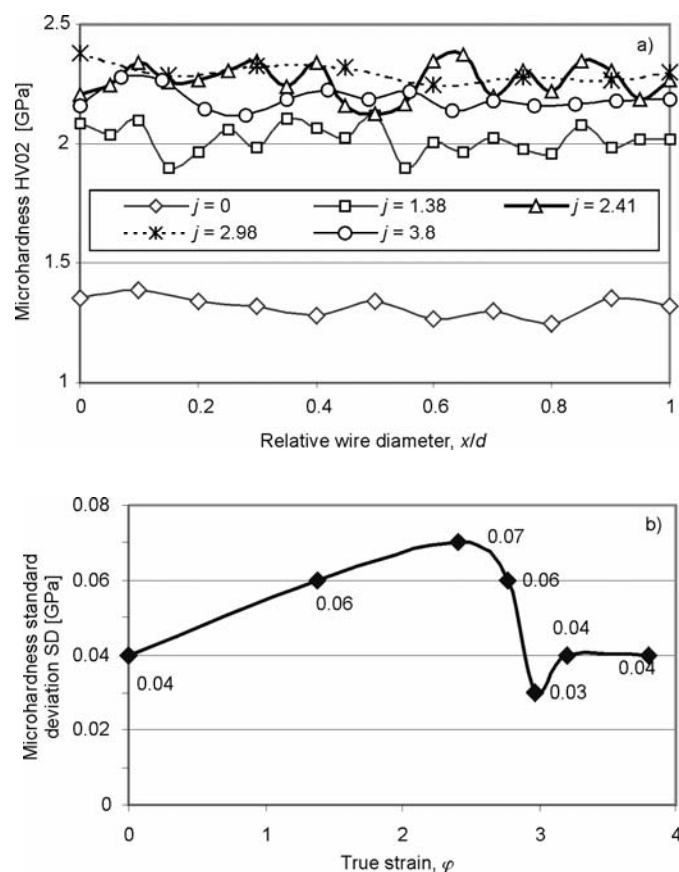 2.5
a)
2
1.5
1
Microhardness HV02 [GPa]
j = 0
j = 1.38
j = 2.41
j = 2.98
j = 3.8
0 0.2 0.4 0.6 0.8 1
Relative wire diameter, x/d
0.08
b)
0.06
0.04
0.02
0
Microhardness standard
deviation SD [GPa]
0.04
0.06
0.07
0.06
0.03
0.04
0.04
0 1 2 3 4
True strain, φ